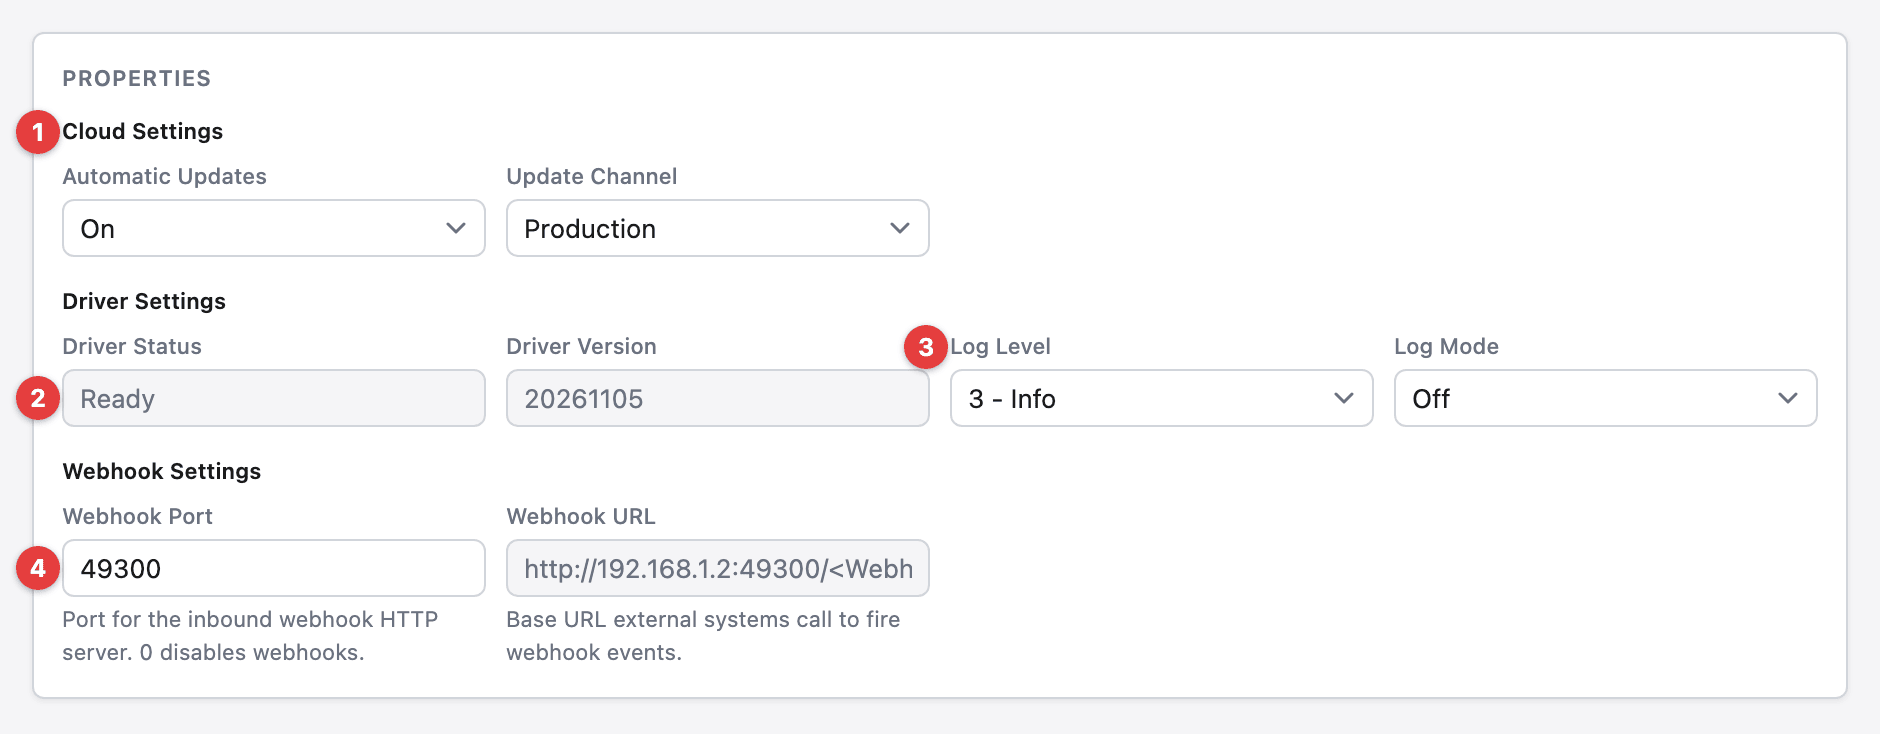 PROPERTIES
1 Cloud Settings
Automatic Updates Update Channel
On Production
Driver Settings
Driver Status Driver Version 3 Log Level Log Mode
2 Ready 20261105 3 - Info Off
Webhook Settings
Webhook Port Webhook URL
4 49300 http://192.168.1.2:49300/<Webh
Port for the inbound webhook HTTP Base URL external systems call to fire
server. 0 disables webhooks. webhook events.